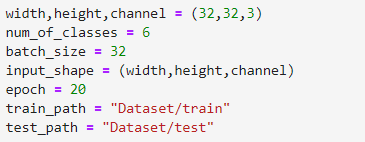 width,height,channel = (32,32,3)
num_of_classes = 6
batch_size = 32
input_shape = (width,height,channel)
epoch = 20
train_path = "Dataset/train"
test_path = "Dataset/test"